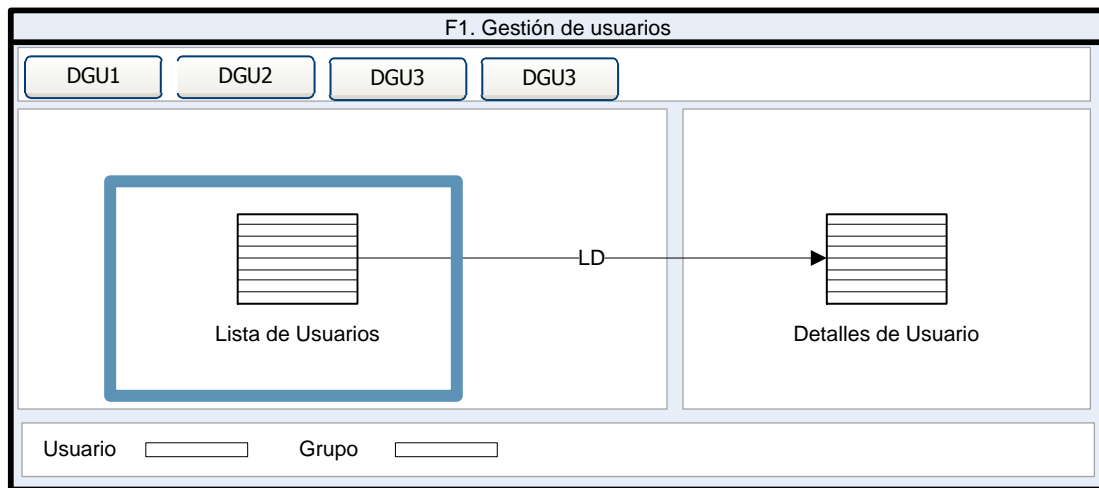 F1. Gestión de usuarios
DGU1 DGU2 DGU3 DGU3
LD
Lista de Usuarios Detalles de Usuario
Usuario Grupo